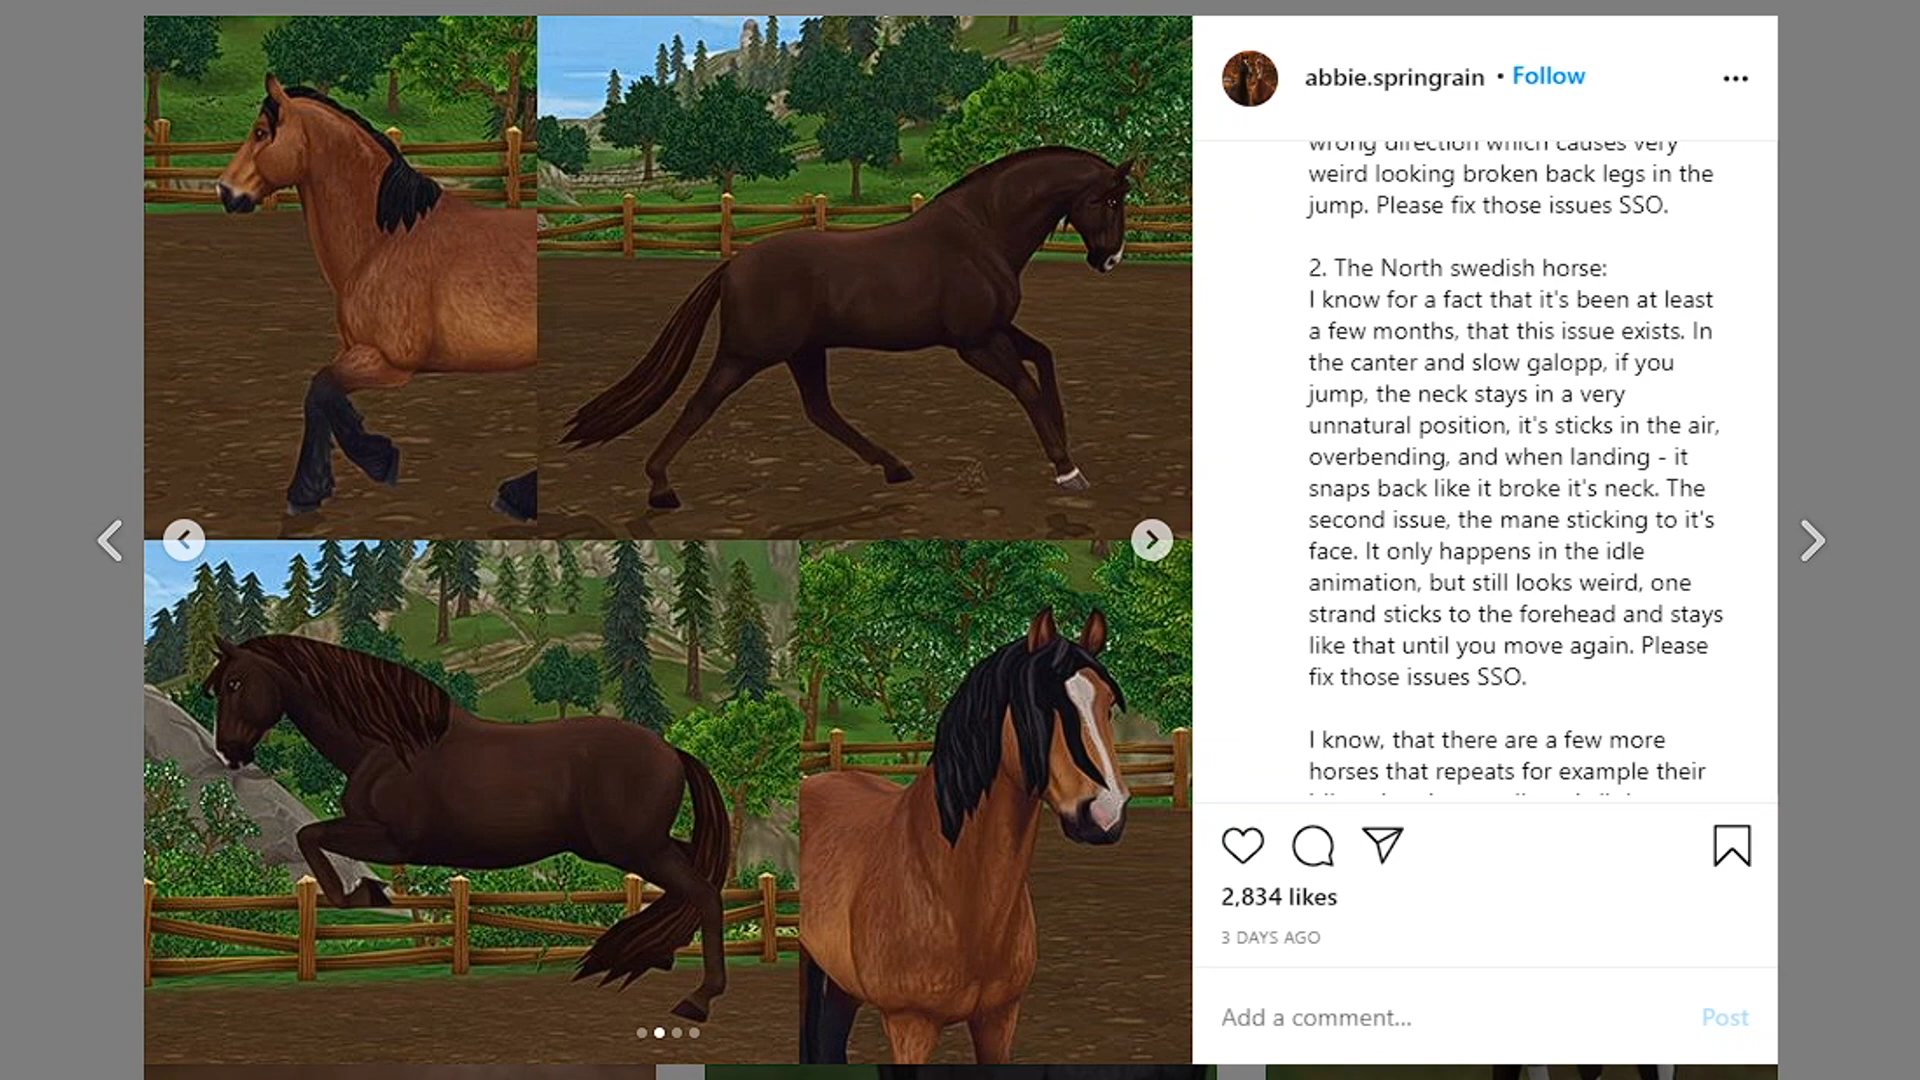 abbie.springrain • Follow
wrong direction which causes very
weird looking broken back legs in the
jump. Please fix those issues SSO.
2. The North swedish horse:
I know for a fact that it's been at least
a few months, that this issue exists. In
the canter and slow galopp, if you
jump, the neck stays in a very
unnatural position, it's sticks in the air,
overbending, and when landing - it
snaps back like it broke it's neck. The
second issue, the mane sticking to it's
face. It only happens in the idle
animation, but still looks weird, one
strand sticks to the forehead and stays
like that until you move again. Please
fix those issues SSO.
I know, that there are a few more
horses that repeats for example their
2,834 likes
3 DAYS AGO
Add a comment...
Post